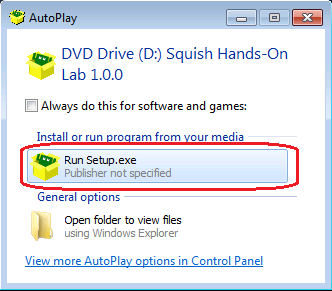 AutoPlay
DVD Drive (D:) Squish Hands-On
Lab 1.0.0
Always do this for software and games:
Install or run program from your media
Run Setup.exe
Publisher not specified
General options
Open folder to view files
using Windows Explorer
View more AutoPlay options in Control Panel